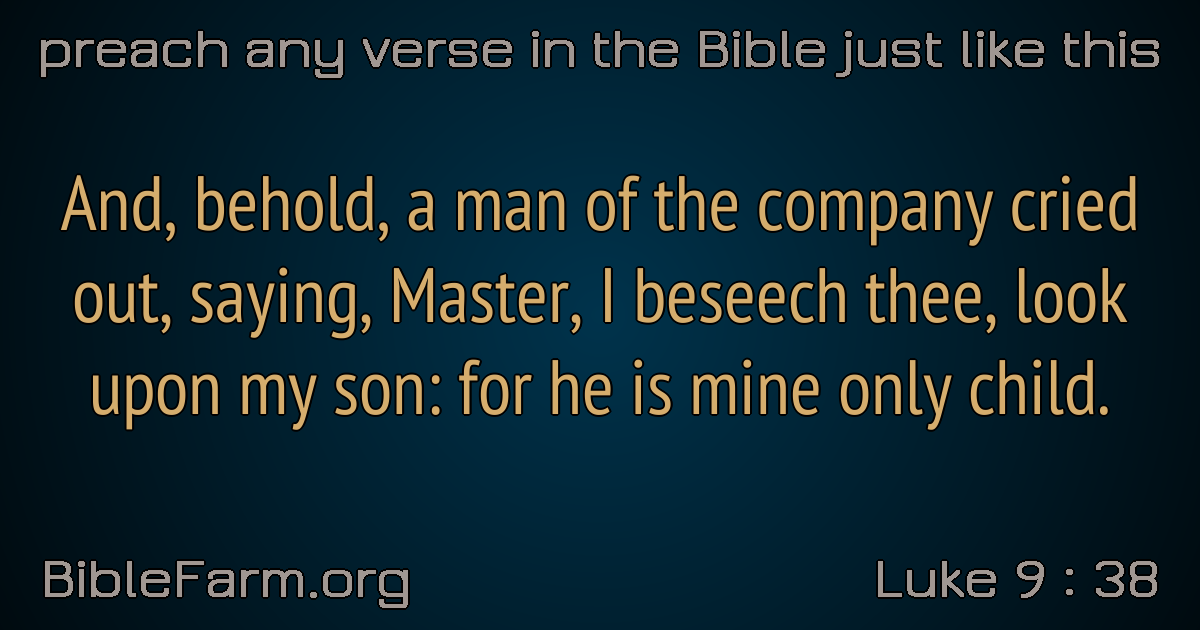 preach any verse in the Bible just like this
And, behold, a man of the company cried
out, saying, Master, I beseech thee, look
upon my son: for he is mine only child.
BibleFarm.org
Luke 9 : 38